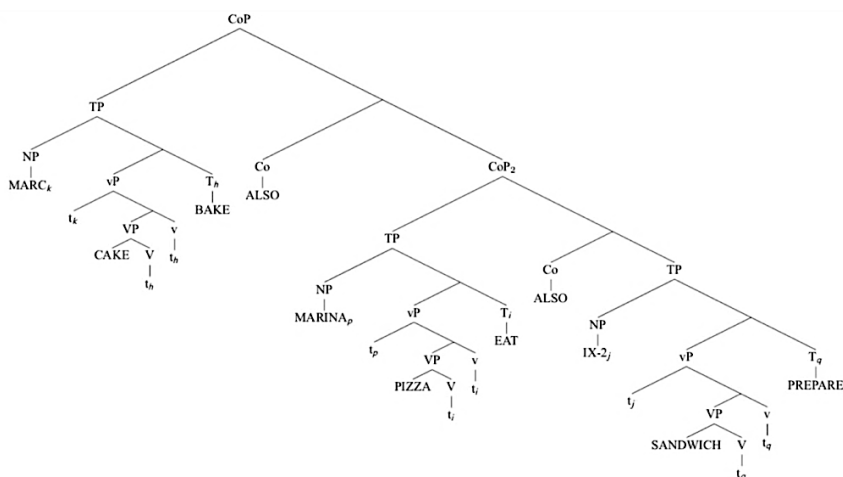 CoP
TP
NP
MARCk
vP
Th
BAKE
tk
VP
v
th
CAKE
V
th
Co
ALSO
CoP2
TP
NP
MARINAp
vP
Ti
EAT
tp
VP
v
ti
PIZZA
V
ti
Co
ALSO
TP
NP
IX-2j
vP
Tq
PREPARE
tj
VP
v
tq
SANDWICH
V
tq